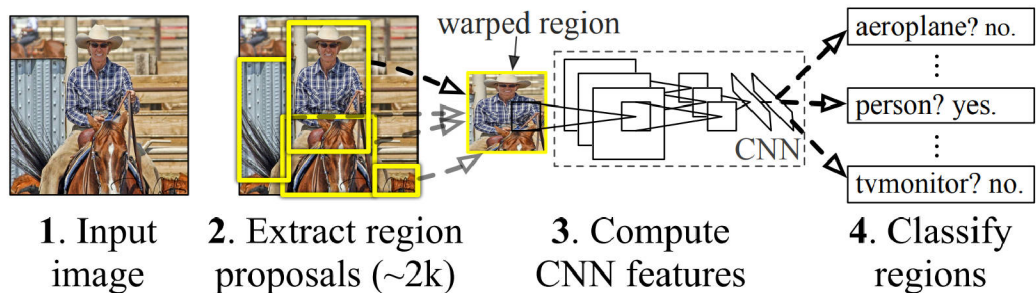 warped region
aeroplane? no.
⋮
person? yes.
CNN
⋮
tvmonitor? no.
1. Input
image
2. Extract region
proposals (~2k)
3. Compute
CNN features
4. Classify
regions